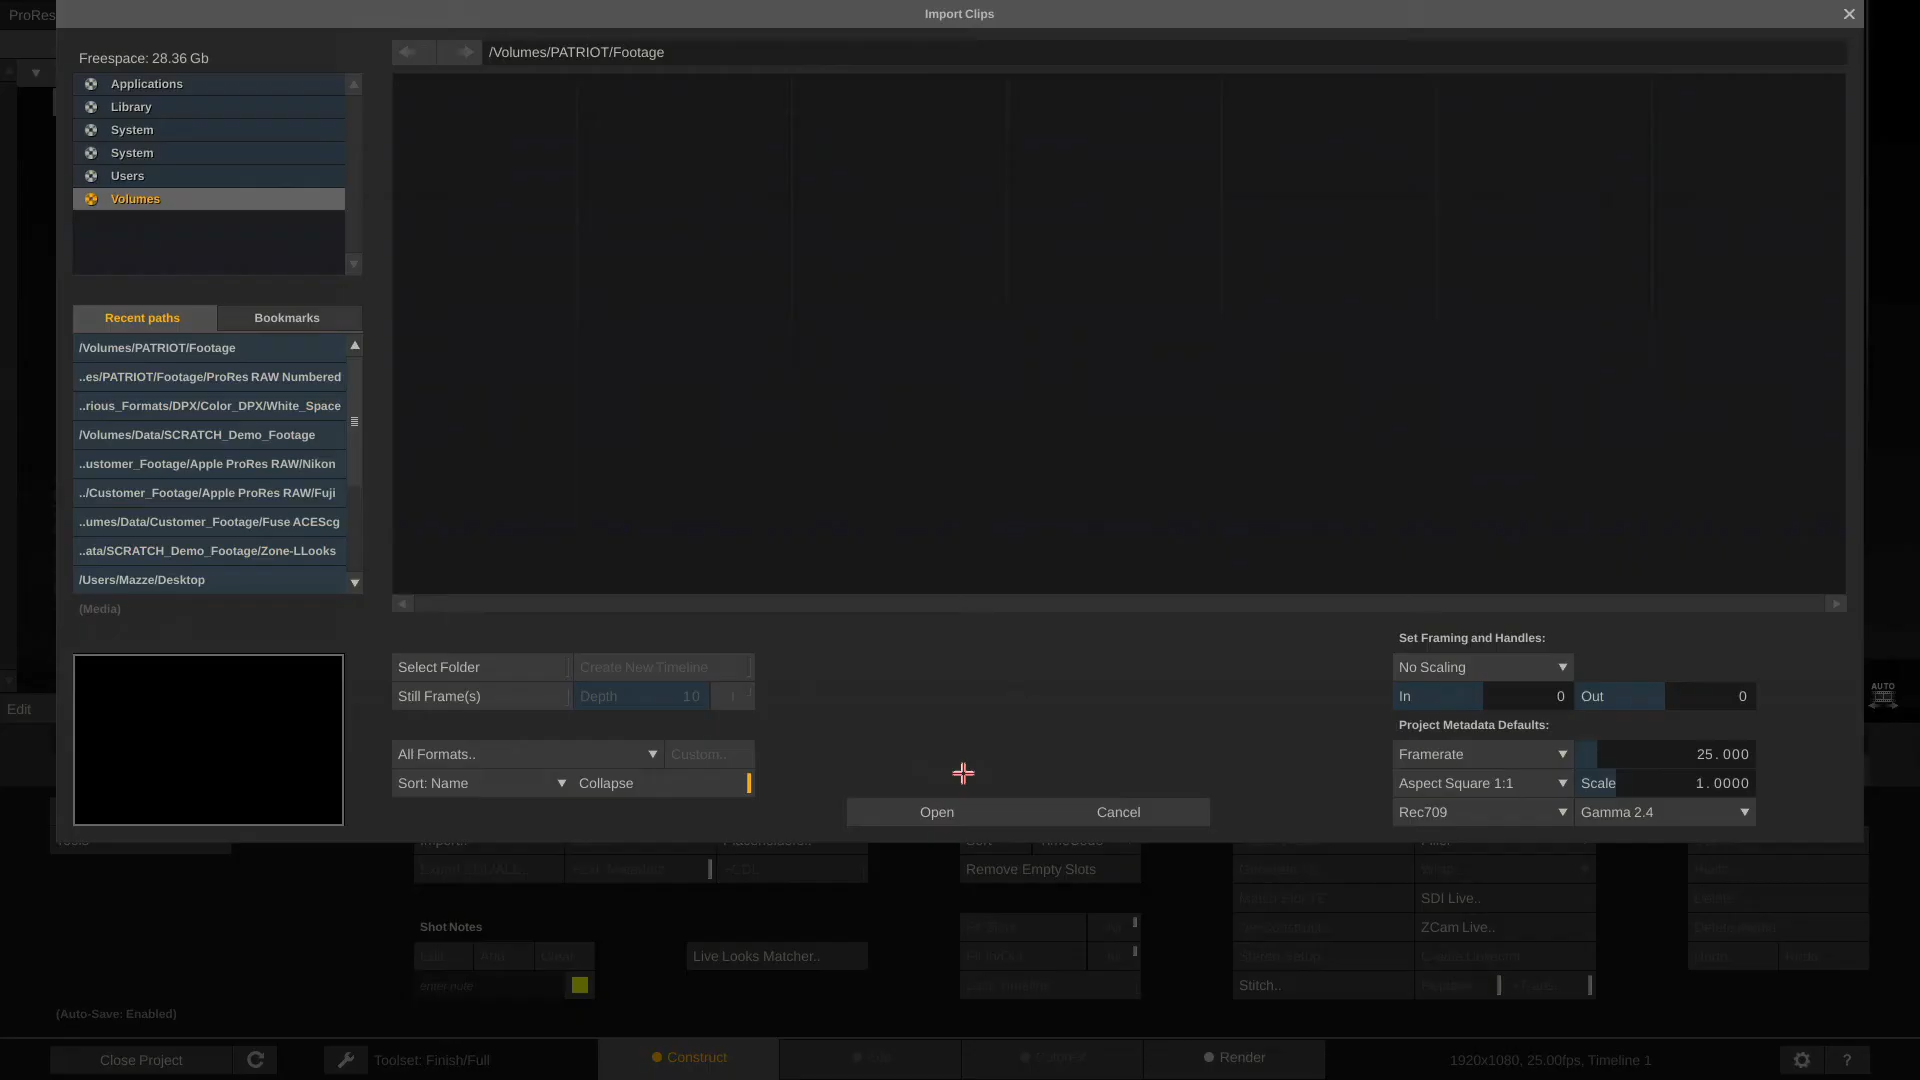 ProRes
Import Clips
Freespace: 28.36 Gb
/Volumes/PATRIOT/Footage
Applications
Library
System
System
Users
Volumes
Recent paths
Bookmarks
/Volumes/PATRIOT/Footage
..es/PATRIOT/Footage/ProRes RAW Numbered
..rious_Formats/DPX/Color_DPX/White_Space
/Volumes/Data/SCRATCH_Demo_Footage
..ustomer_Footage/Apple ProRes RAW/Nikon
../Customer_Footage/Apple ProRes RAW/Fuji
..umes/Data/Customer_Footage/Fuse ACEScg
..ata/SCRATCH_Demo_Footage/Zone-LLooks
/Users/Mazze/Desktop
(Media)
Set Framing and Handles:
Select Folder
Create New Timeline
No Scaling
Still Frame(s)
Depth 10
In 0 Out 0
AUTO
Edit
Project Metadata Defaults:
All Formats..
Custom..
Framerate 25.000
Sort: Name
Collapse
Aspect Square 1:1
Scale 1.0000
Open
Cancel
Rec709
Gamma 2.4
Remove Empty Slots
SDI Live..
Shot Notes
ZCam Live..
Live Looks Matcher..
enter note
Stitch..
(Auto-Save: Enabled)
Close Project
Toolset: Finish/Full
Construct
Render
1920x1080, 25.00fps, Timeline 1
?